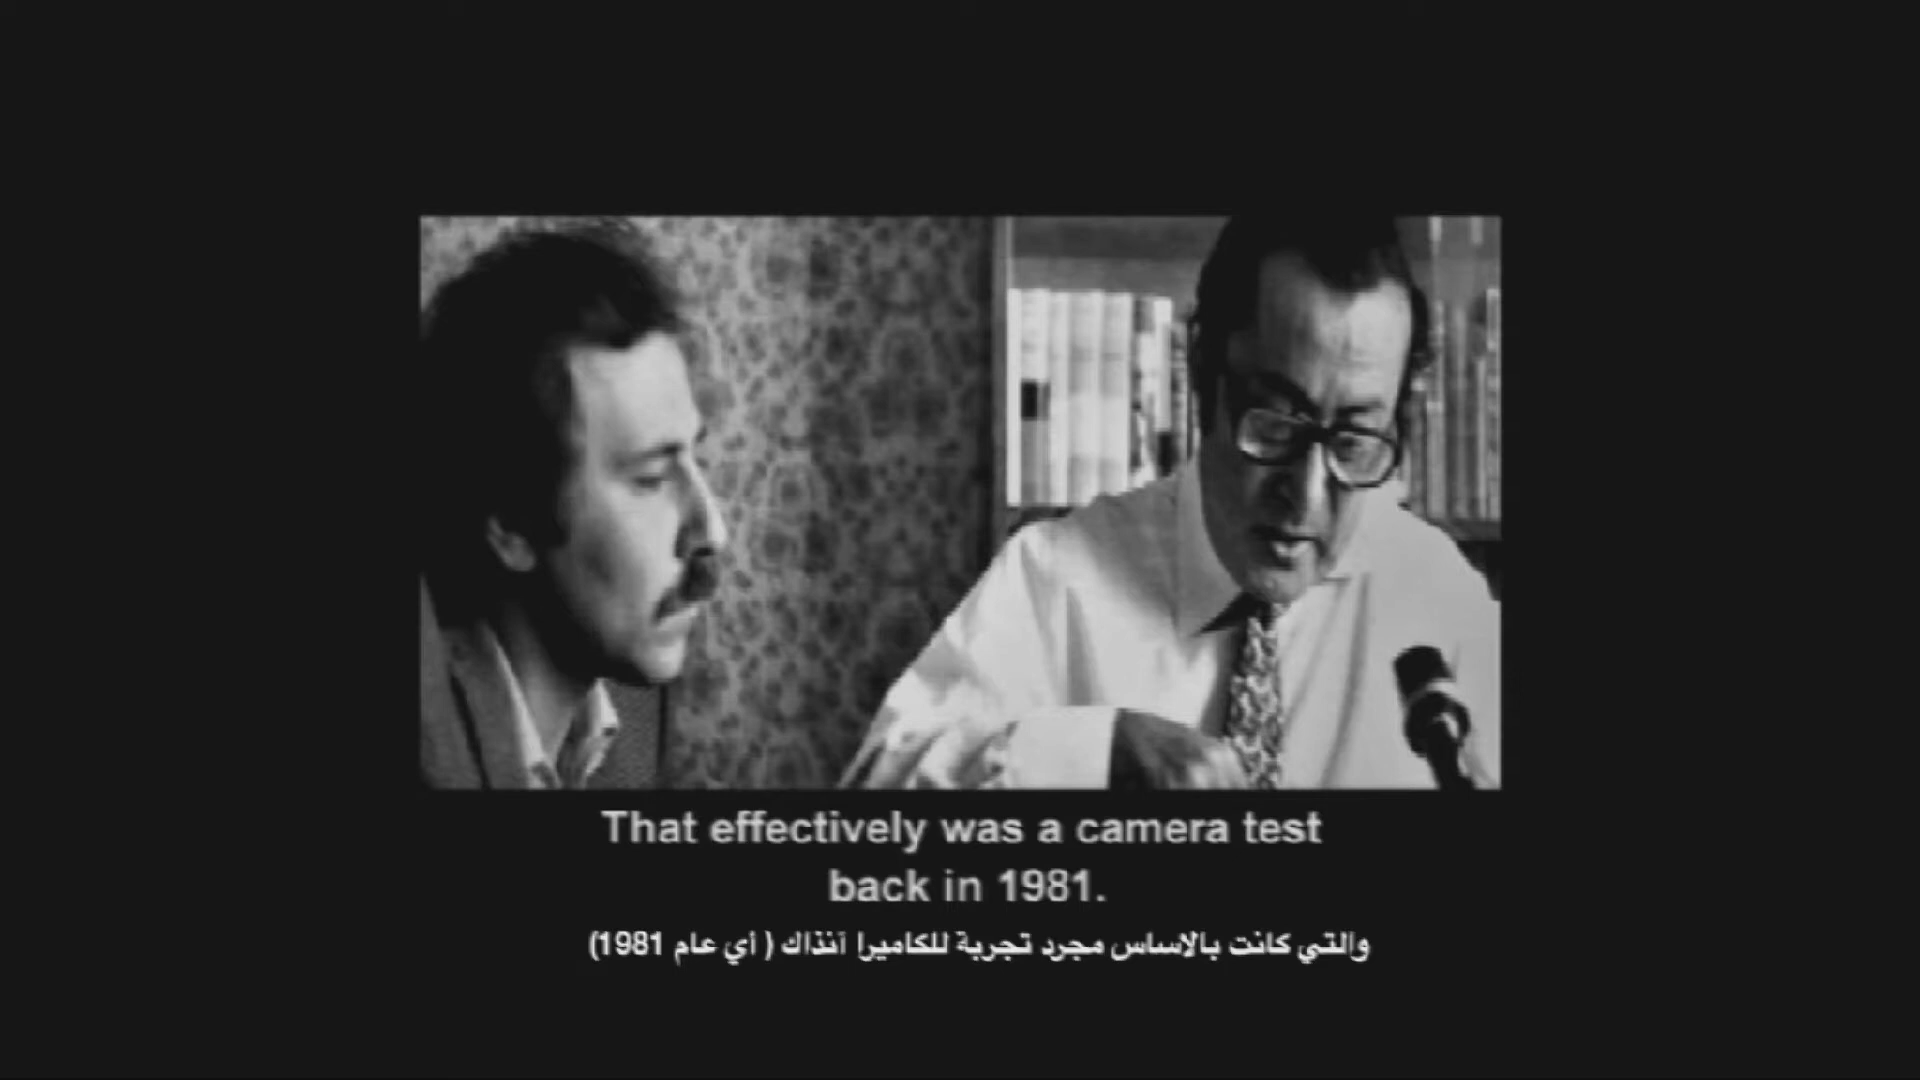 That effectively was a camera test
back in 1981.
والتي كانت بالاساس مجرد تجربة للكاميرا آنذاك ( أي عام 1981)